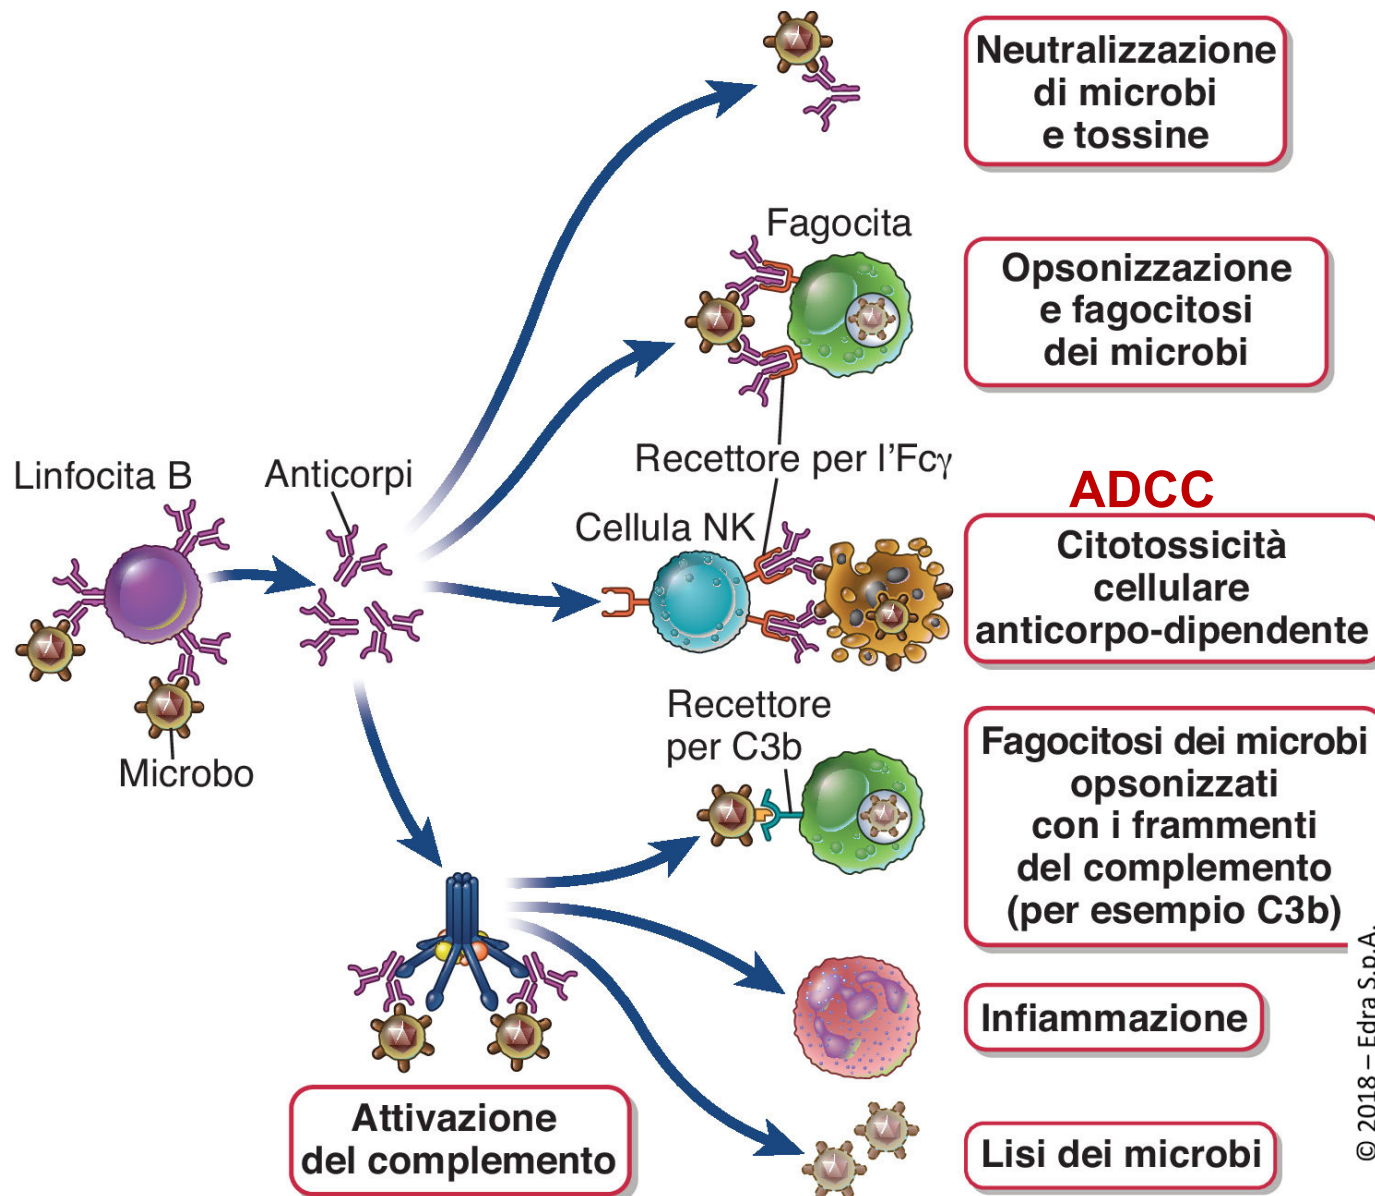 Neutralizzazione
di microbi
e tossine
Fagocita
Opsonizzazione
e fagocitosi
dei microbi
Recettore per l'Fcγ
Linfocita B
Anticorpi
ADCC
Cellula NK
Citotossicità
cellulare
anticorpo-dipendente
Microbo
Recettore
per C3b
Fagocitosi dei microbi
opsonizzati
con i frammenti
del complemento
(per esempio C3b)
Infiammazione
Attivazione
del complemento
Lisi dei microbi
© 2018 – Edra S.p.A.